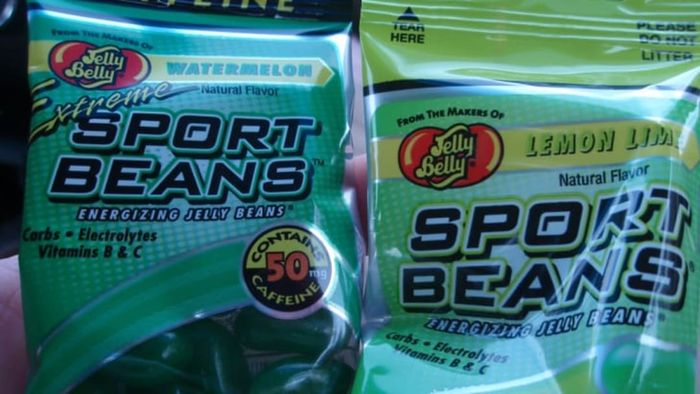 FROM THE MAKERS OF
Jelly
Belly
WATERMELON
Natural Flavor
Extreme
SPORT
BEANS™
ENERGIZING JELLY BEANS®
Carbs • Electrolytes
Vitamins B & C
CONTAINS
50mg
CAFFEINE
TEAR
HERE
PLEASE
DO NOT
LITTER
FROM THE MAKERS OF
Jelly
Belly
LEMON LIME
Natural Flavor
SPORT
BEANS®
ENERGIZING JELLY BEANS®
Carbs • Electrolytes
Vitamins B & C